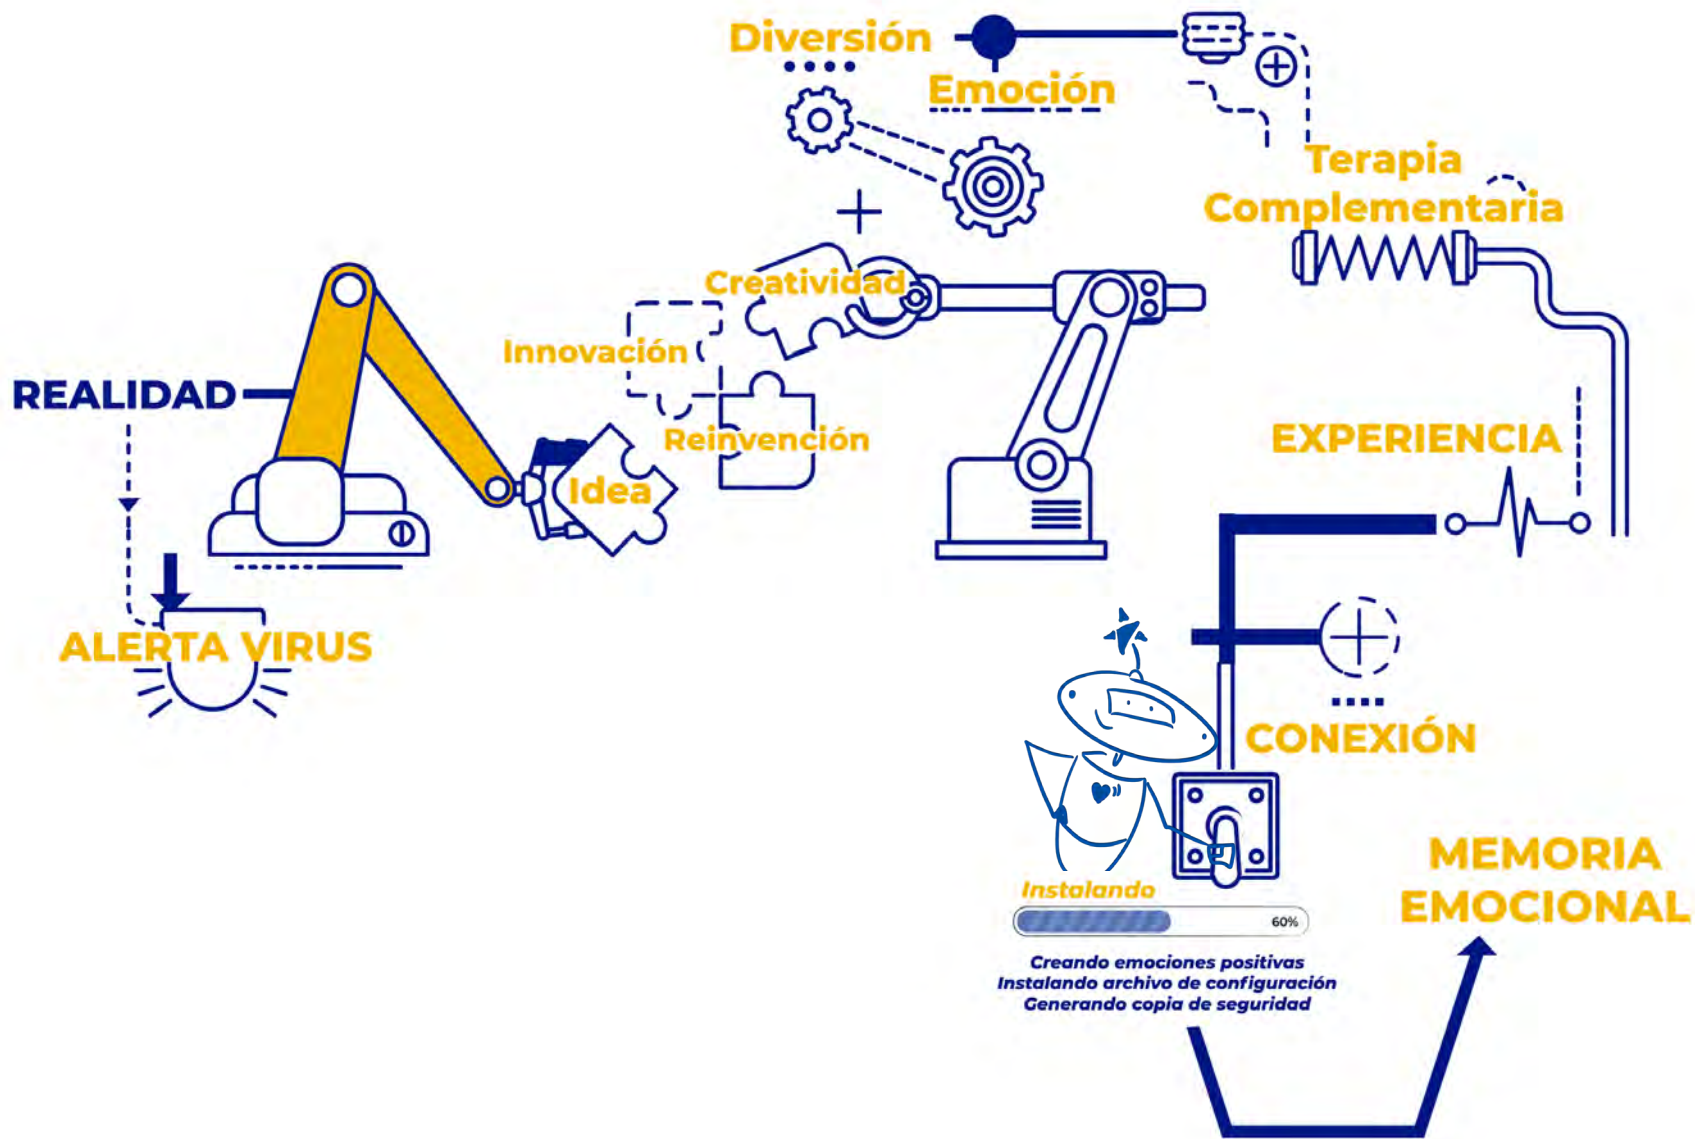 Diversión
Emoción
Terapia
Complementaria
Creatividad
Innovación
REALIDAD
Reinvención
EXPERIENCIA
Idea
ALERTA VIRUS
CONEXIÓN
MEMORIA
EMOCIONAL
Instalando
60%
Creando emociones positivas
Instalando archivo de configuración
Generando copia de seguridad